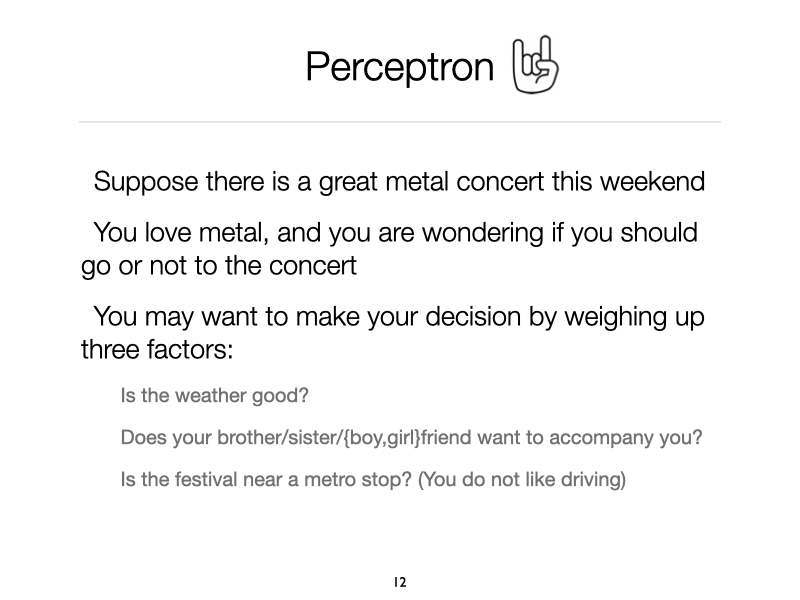 Perceptron
Suppose there is a great metal concert this weekend
You love metal, and you are wondering if you should
go or not to the concert
You may want to make your decision by weighing up
three factors:
Is the weather good?
Does your brother/sister/{boy,girl}friend want to accompany you?
Is the festival near a metro stop? (You do not like driving)
12